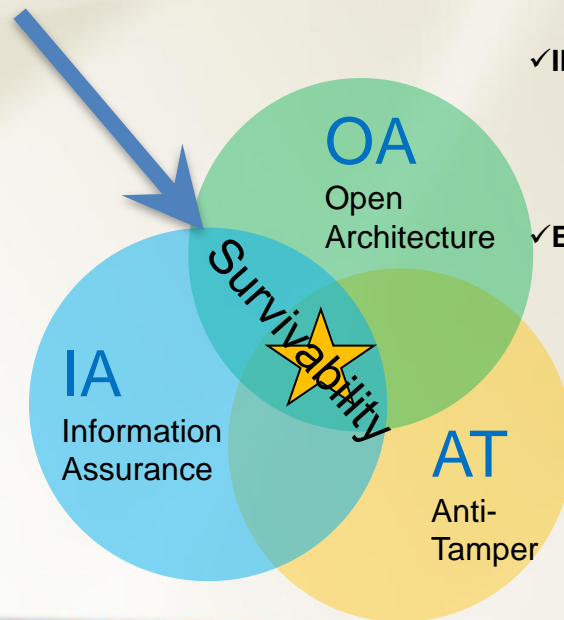 OA
Open
Architecture
Survivability
IA
Information
Assurance
AT
Anti-
Tamper